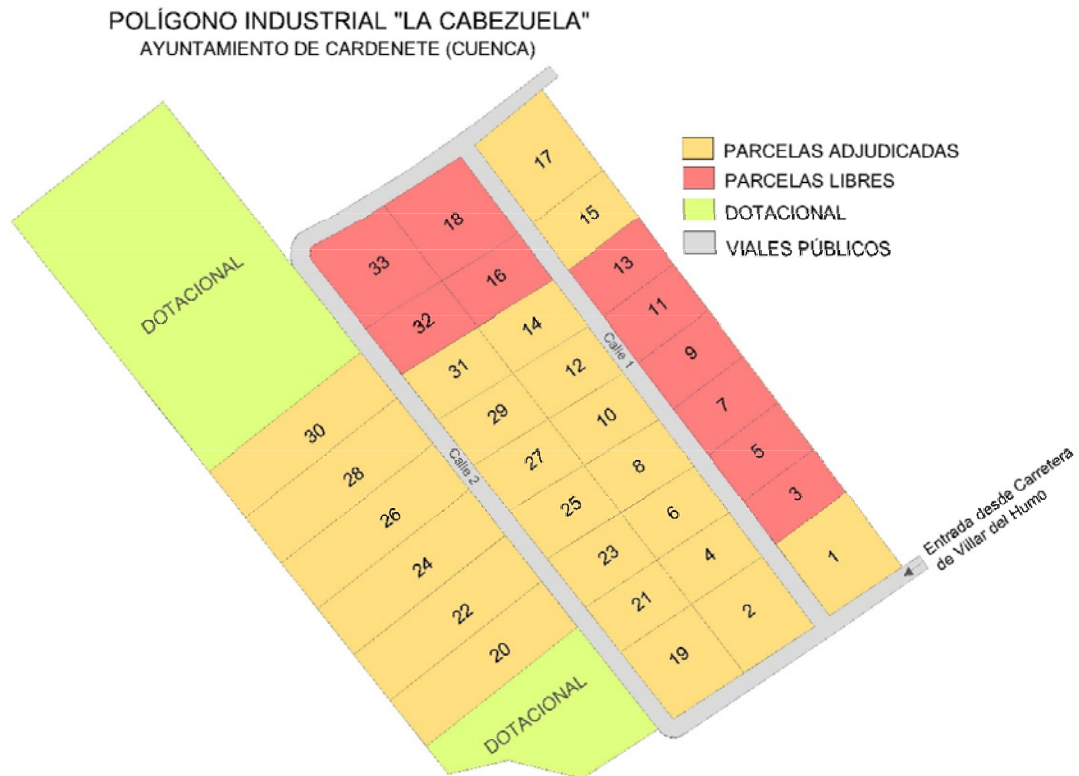 POLÍGONO INDUSTRIAL "LA CABEZUELA"
AYUNTAMIENTO DE CARDENETE (CUENCA)
PARCELAS ADJUDICADAS
PARCELAS LIBRES
DOTACIONAL
VIALES PÚBLICOS
17
15
18
33
16
13
32
11
14
31
9
12
29
7
10
30
27
5
8
28
25
3
6
26
23
1
4
24
21
2
22
19
20
DOTACIONAL
DOTACIONAL
Calle 1
Calle 2
Entrada desde Carretera
de Villar del Humo